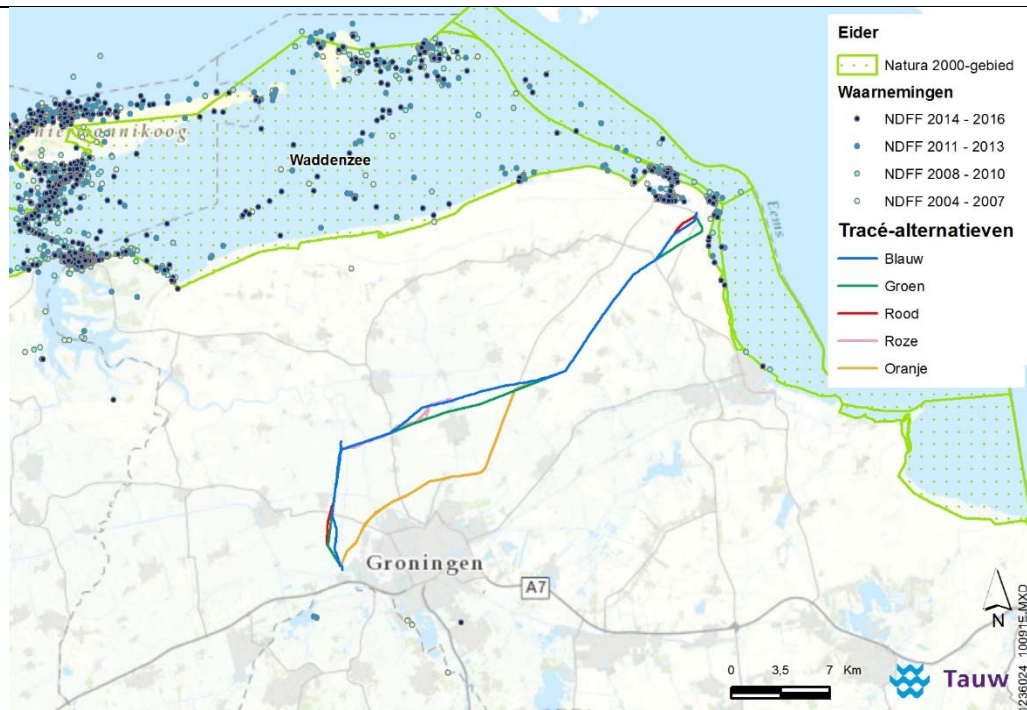 Eider
Natura 2000-gebied
Waarnemingen
NDFF 2014 - 2016
NDFF 2011 - 2013
NDFF 2008 - 2010
NDFF 2004 - 2007
Tracé-alternatieven
Blauw
Groen
Rood
Roze
Oranje
Waddenzee
Eems
Groningen
A7
N
0 3,5 7 Km
Tauw